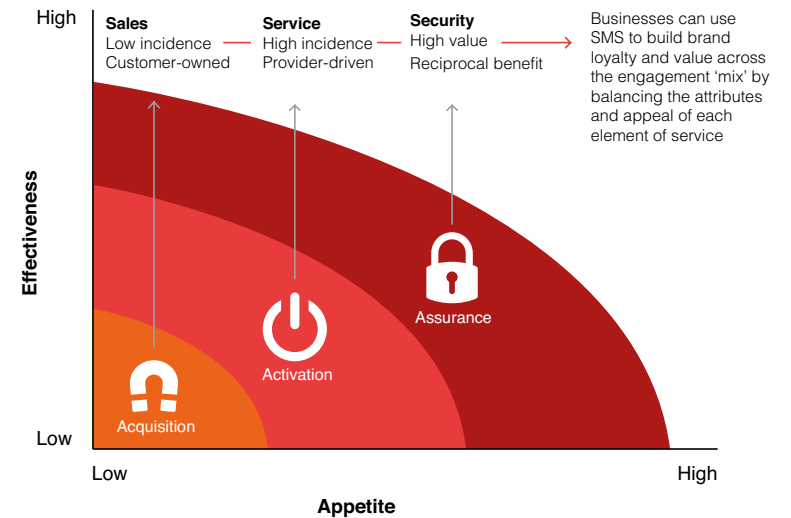 High
Sales
Low incidence
Customer-owned
Service
High incidence
Provider-driven
Security
High value
Reciprocal benefit
Businesses can use
SMS to build brand
loyalty and value across
the engagement ‘mix’ by
balancing the attributes
and appeal of each
element of service
Effectiveness
Assurance
Activation
Acquisition
Low
Low
High
Appetite